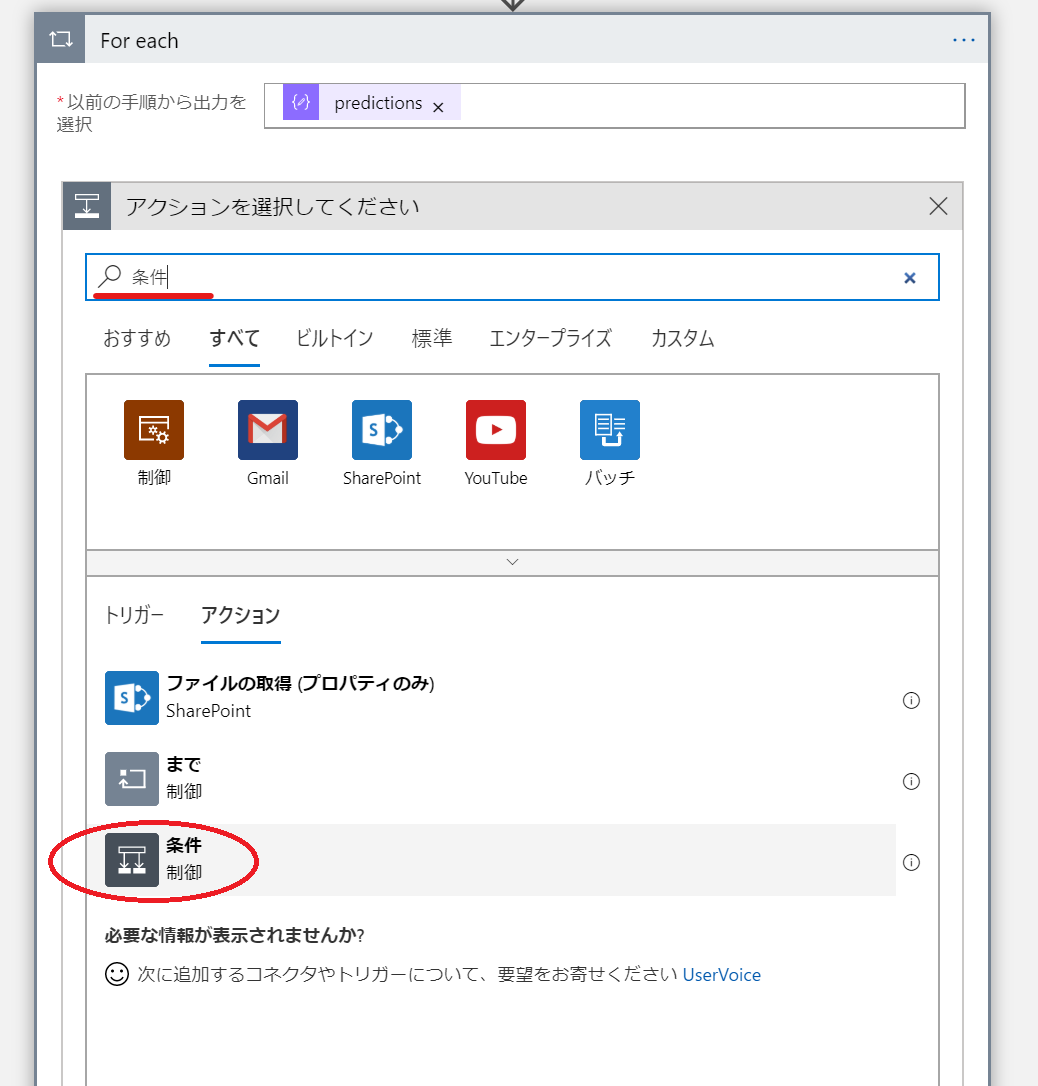 For each
*以前の手順から出力を
選択
predictions
アクションを選択してください
条件
おすすめ すべて ビルトイン 標準 エンタープライズ カスタム
制御 Gmail SharePoint YouTube バッチ
トリガー アクション
ファイルの取得 (プロパティのみ)
SharePoint
まで
制御
条件
制御
必要な情報が表示されませんか?
次に追加するコネクタやトリガーについて、要望をお寄せください UserVoice